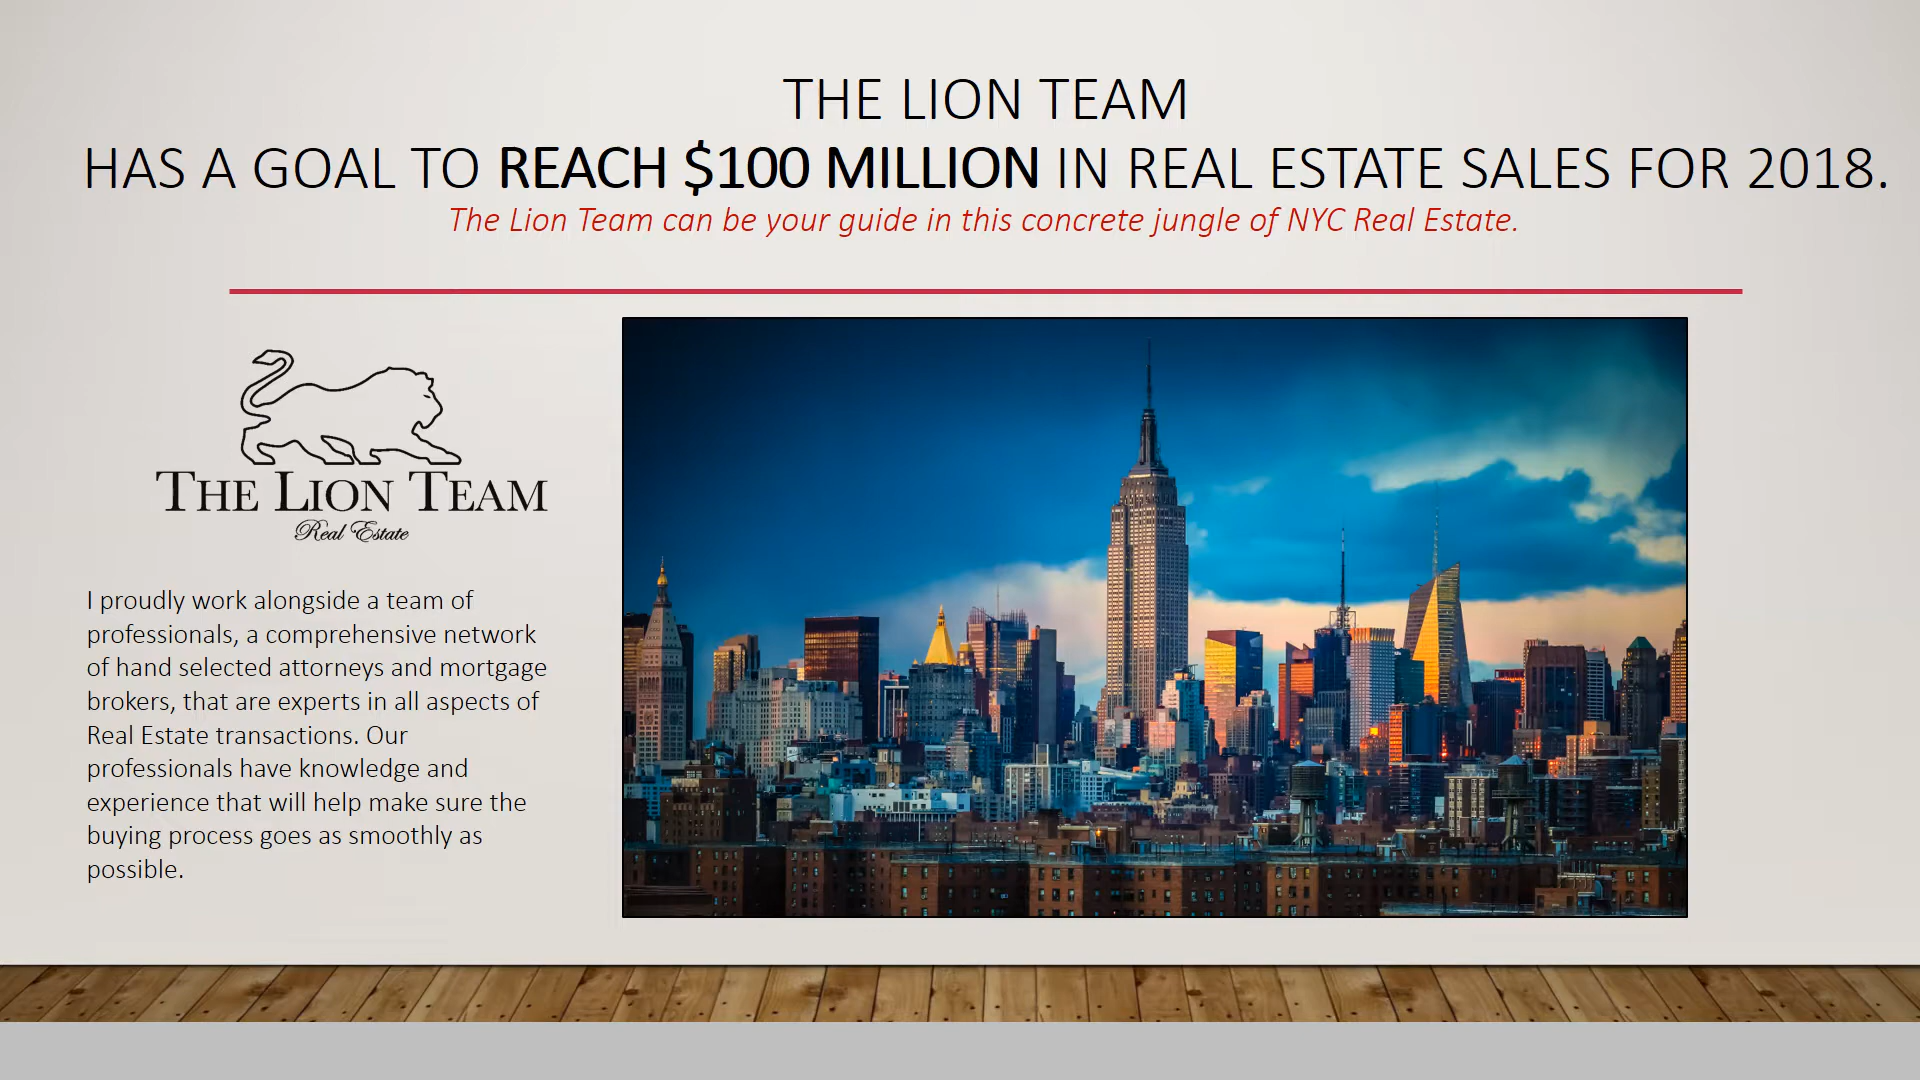 THE LION TEAM
HAS A GOAL TO REACH $100 MILLION IN REAL ESTATE SALES FOR 2018.
The Lion Team can be your guide in this concrete jungle of NYC Real Estate.
THE LION TEAM
Real Estate
I proudly work alongside a team of
professionals, a comprehensive network
of hand selected attorneys and mortgage
brokers, that are experts in all aspects of
Real Estate transactions. Our
professionals have knowledge and
experience that will help make sure the
buying process goes as smoothly as
possible.